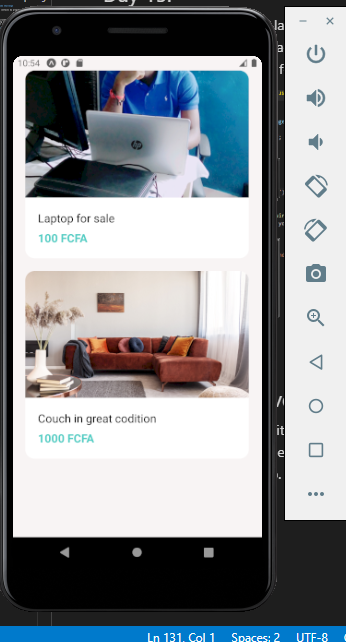 Day 15:
10:54
hp
Laptop for sale
100 FCFA
Couch in great codition
1000 FCFA
Ln 131, Col 1 Spaces: 2 UTF-8